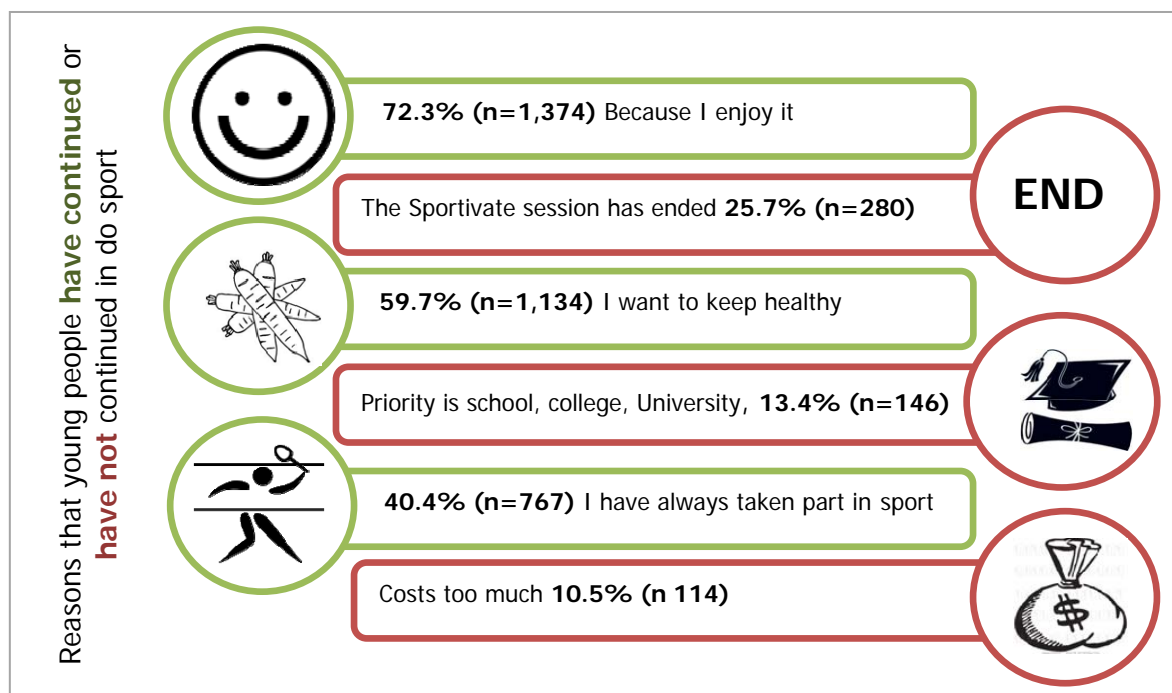 Reasons that young people have continued or
have not continued in do sport
72.3% (n=1,374) Because I enjoy it
END
The Sportivate session has ended 25.7% (n=280)
59.7% (n=1,134) I want to keep healthy
Priority is school, college, University, 13.4% (n=146)
40.4% (n=767) I have always taken part in sport
Costs too much 10.5% (n 114)
$